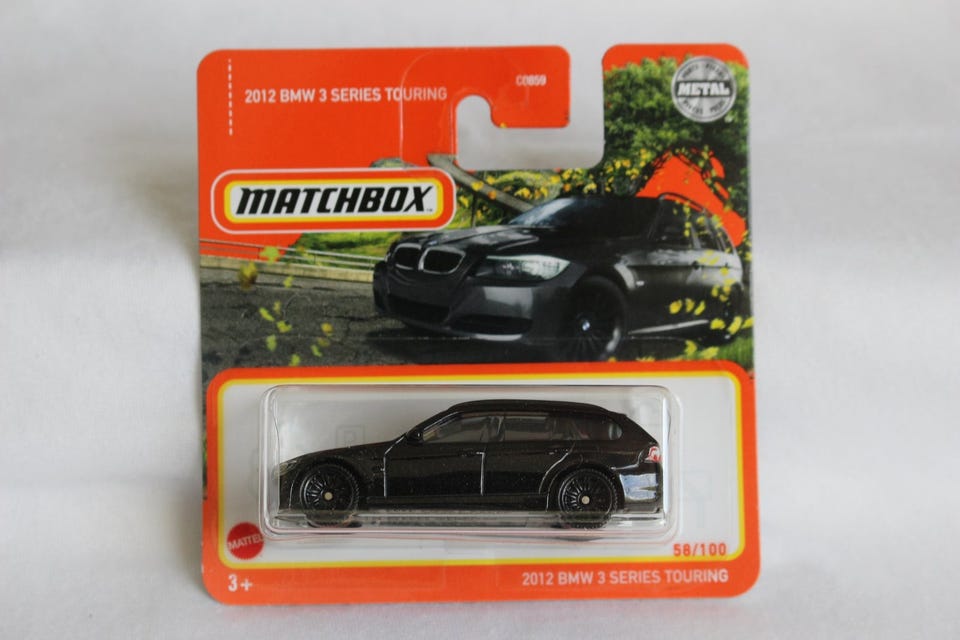 2012 BMW 3 SERIES TOURING
C0859
METAL
MATCHBOX
58/100
MATTEL
3+
2012 BMW 3 SERIES TOURING